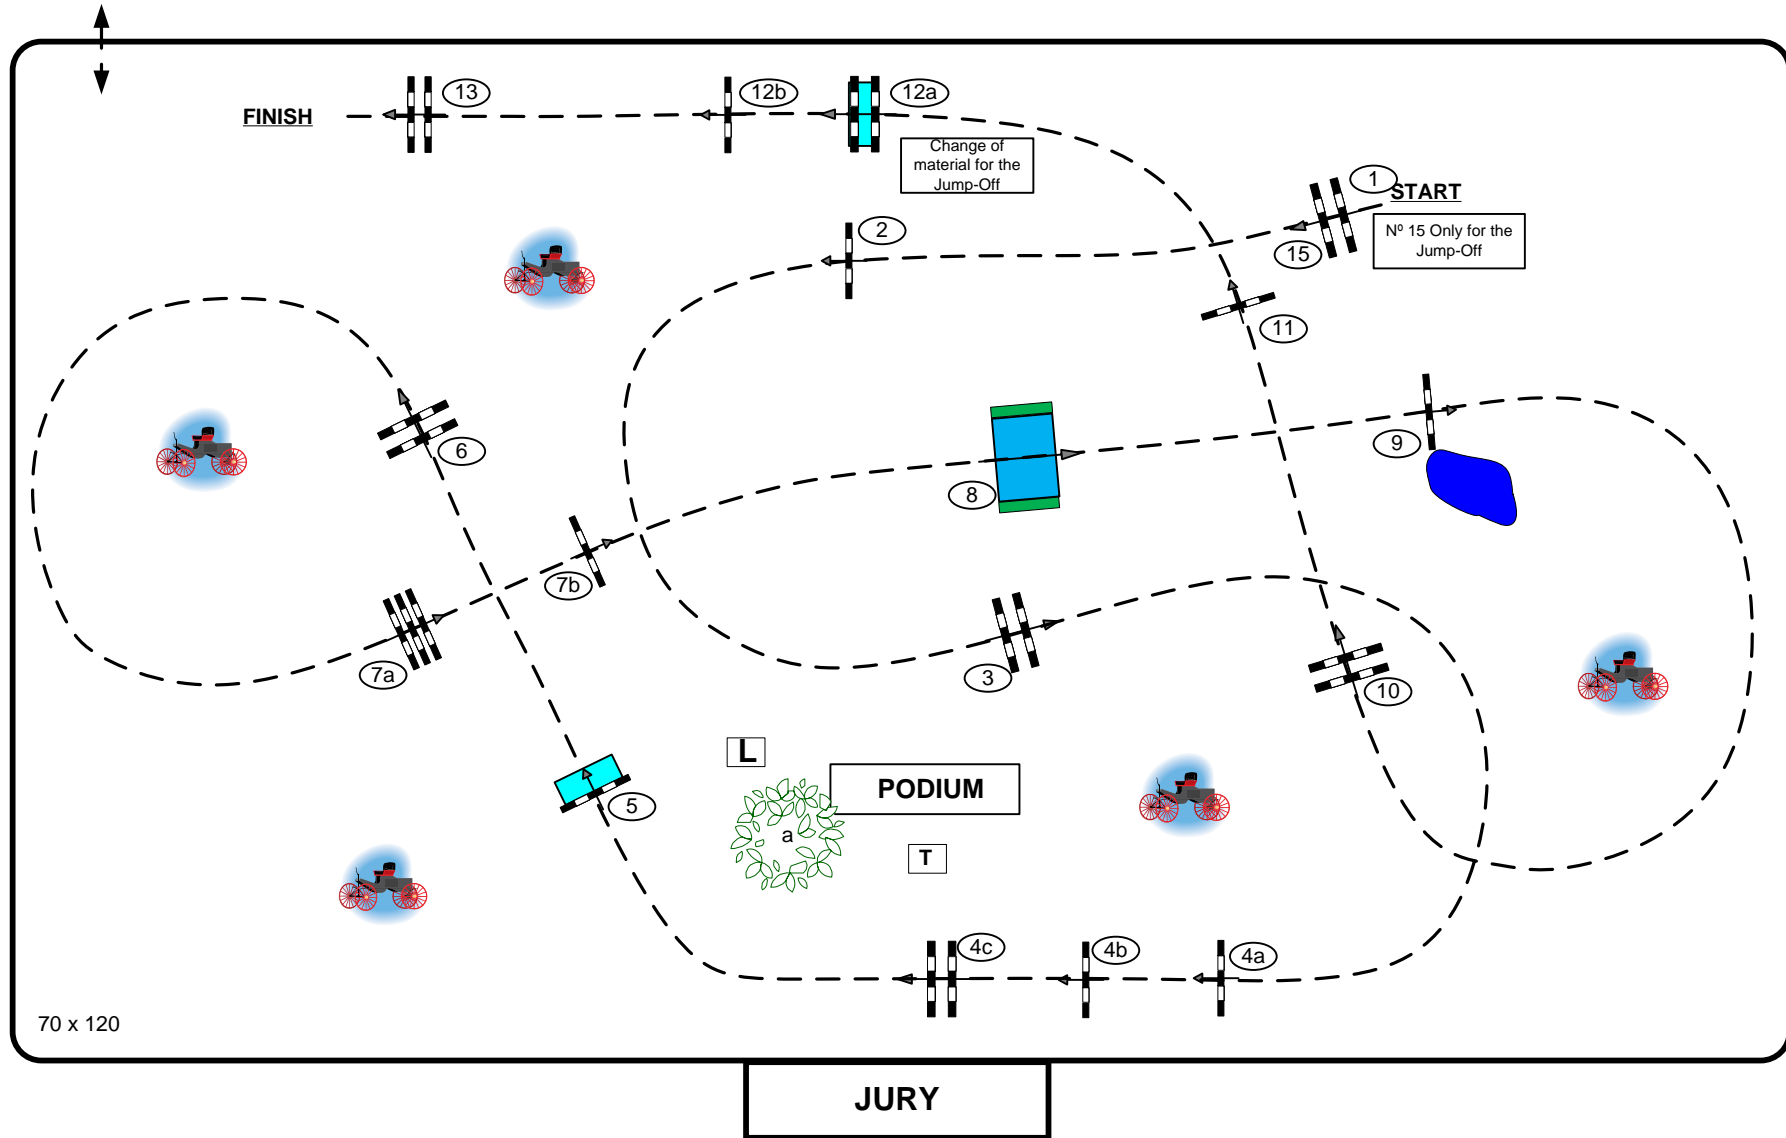 13
12b
12a
FINISH
Change of
material for the
Jump-Off
1
START
Nº 15 Only for the
Jump-Off
15
2
11
6
9
8
7b
7a
3
10
L
PODIUM
5
a
T
4c
4b
4a
70 x 120
JURY